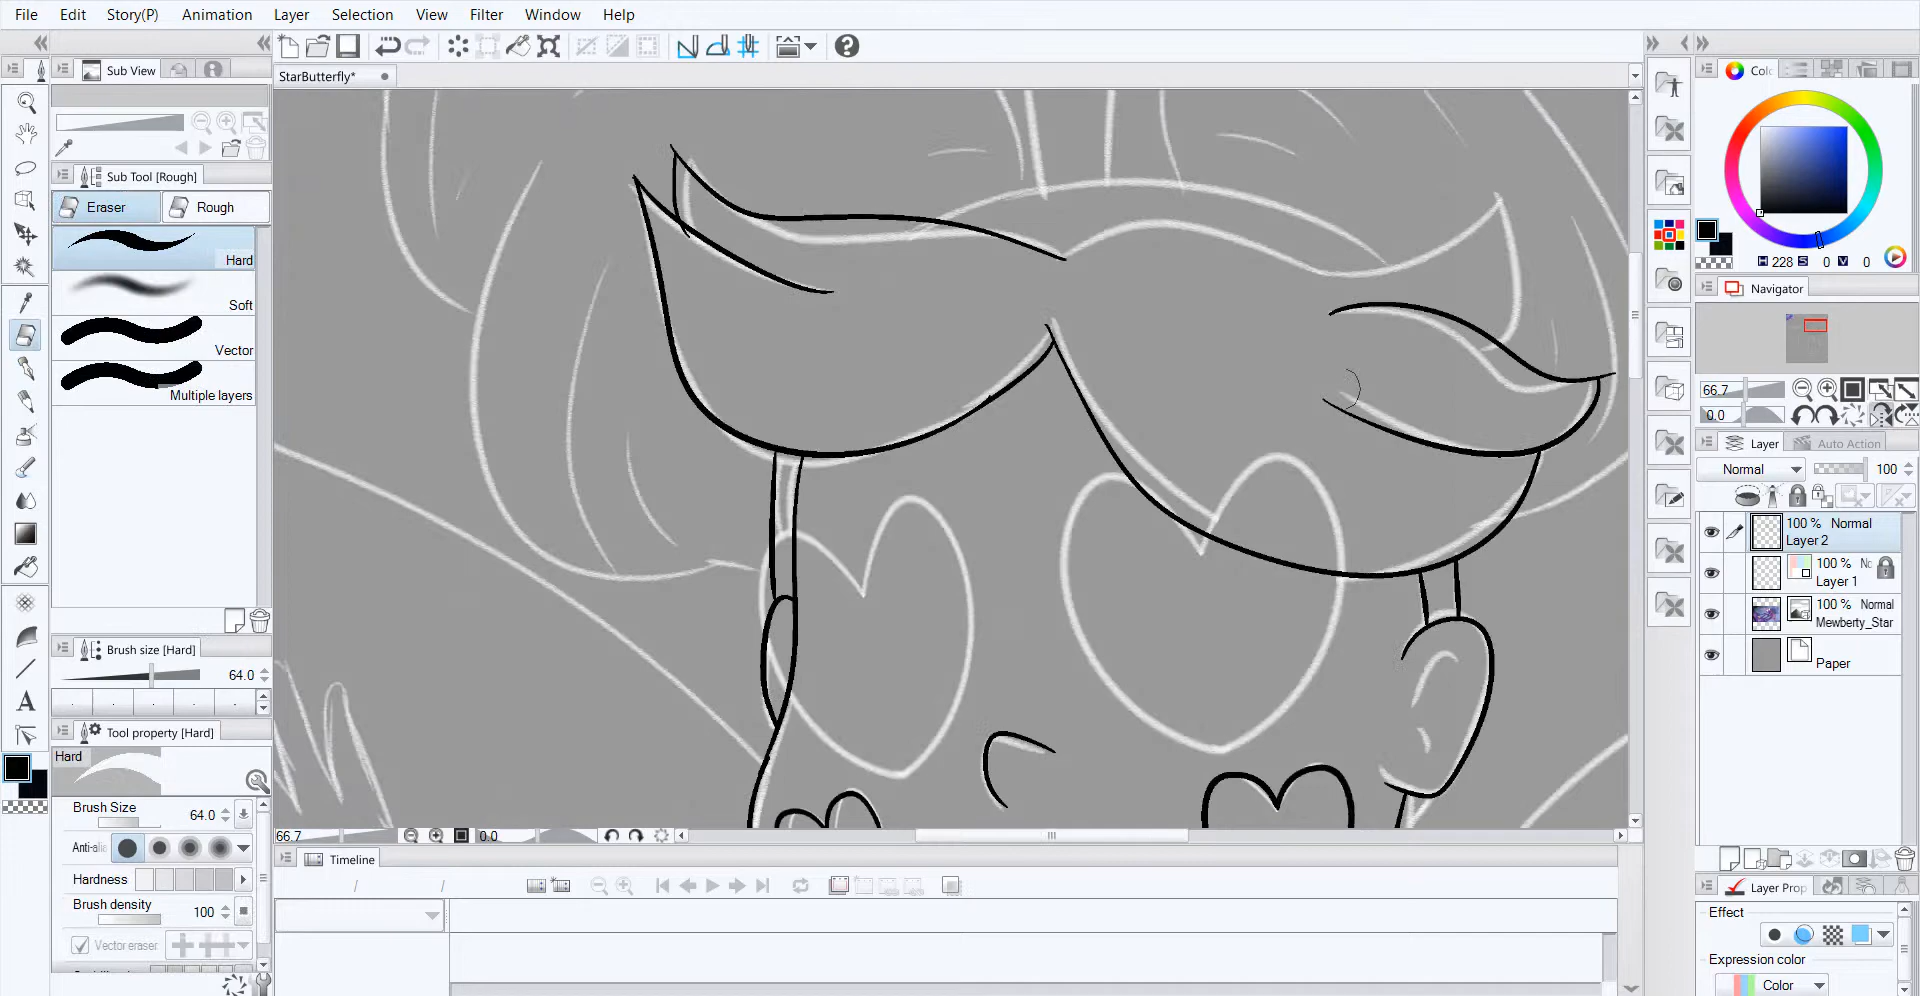 File Edit Story(P) Animation Layer Selection View Filter Window Help
Sub View
StarButterfly*
Sub Tool [Rough]
Eraser Rough
Hard
Soft
Vector
Multiple layers
Brush size [Hard]
64.0
Tool property [Hard]
Hard
Brush Size 64.0
Anti-alia
Hardness
Brush density 100
Vector eraser
66.7 0.0
Timeline
/ /
Colo
H 228 S 0 V 0
Navigator
66.7
0.0
Layer Auto Action
Normal 100
100 % Normal
Layer 2
100 % No
Layer 1
100 % Normal
Mewberty_Star
Paper
Layer Prop
Effect
Expression color
Color
A